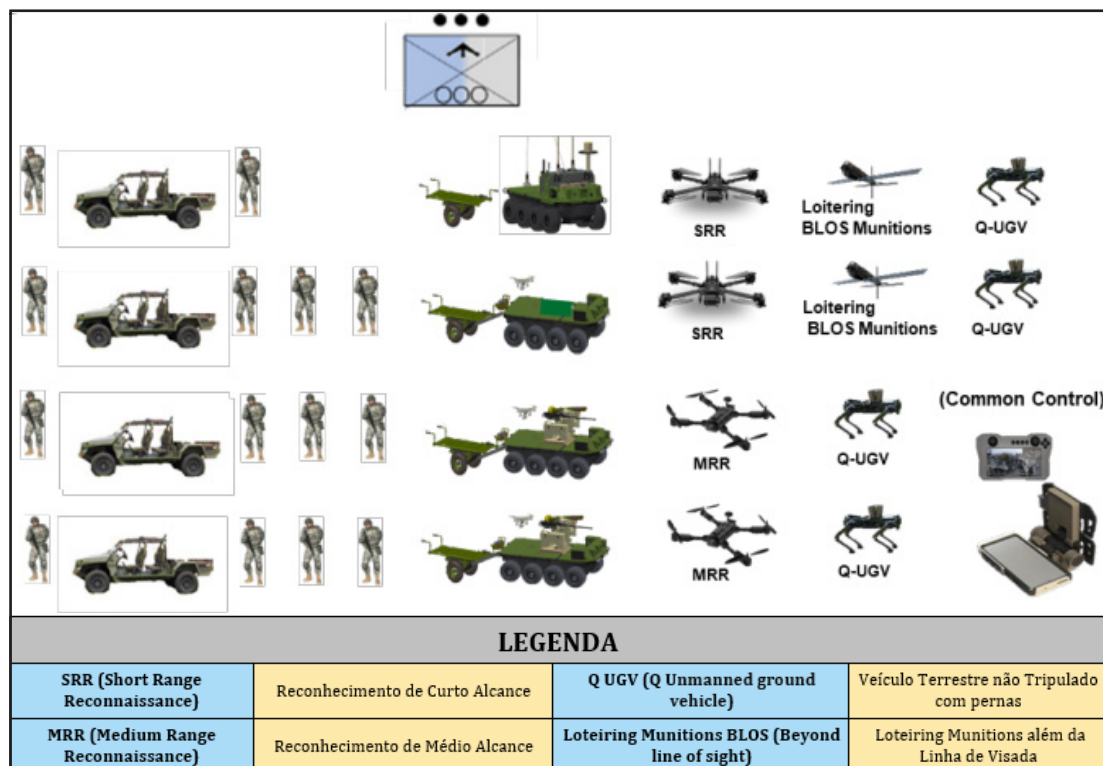 SRR
Loitering
BLOS Munitions
Q-UGV
SRR
Loitering
BLOS Munitions
Q-UGV
(Common Control)
MRR
Q-UGV
MRR
Q-UGV
LEGENDA
SRR (Short Range
Reconnaissance)
Reconhecimento de Curto Alcance
Q UGV (Q Unmanned ground
vehicle)
Veículo Terrestre não Tripulado
com pernas
MRR (Medium Range
Reconnaissance)
Reconhecimento de Médio Alcance
Loteiring Munitions BLOS (Beyond
line of sight)
Loteiring Munitions além da
Linha de Visada